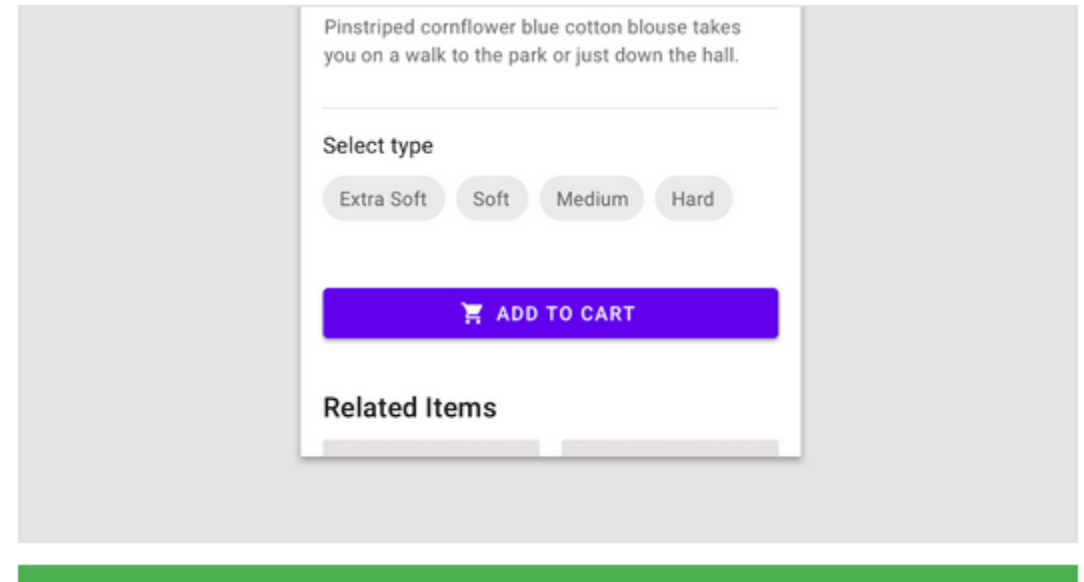 Pinstriped cornflower blue cotton blouse takes
you on a walk to the park or just down the hall.
Select type
Extra Soft Soft Medium Hard
ADD TO CART
Related Items